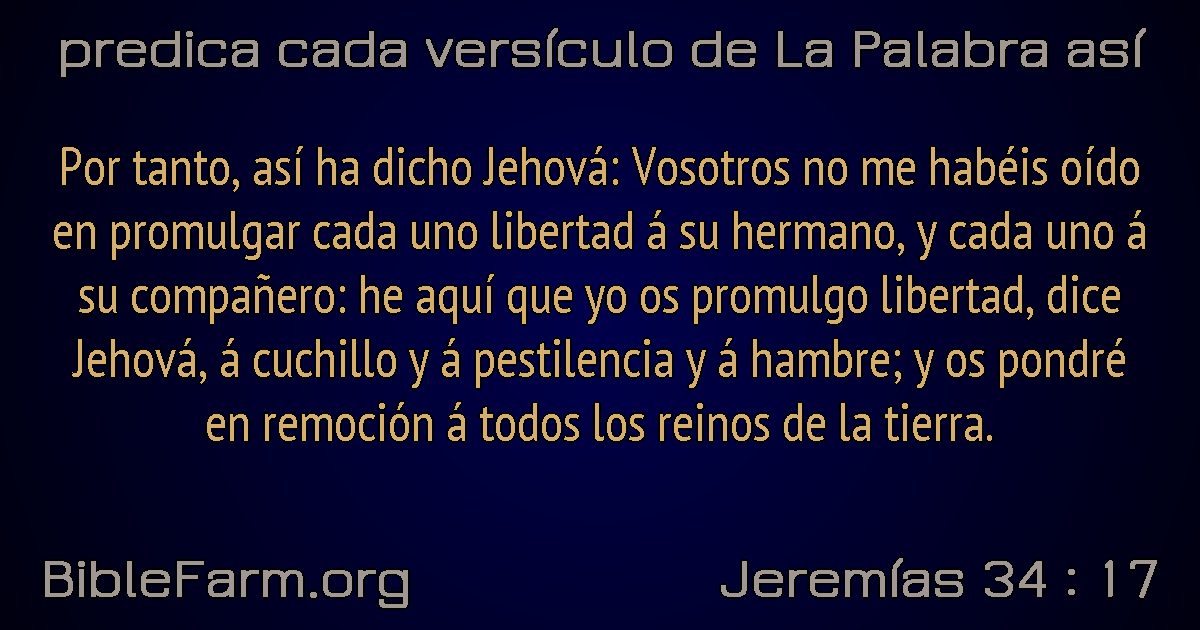 predica cada versículo de La Palabra así
Por tanto, así ha dicho Jehová: Vosotros no me habéis oído
en promulgar cada uno libertad á su hermano, y cada uno á
su compañero: he aquí que yo os promulgo libertad, dice
Jehová, á cuchillo y á pestilencia y á hambre; y os pondré
en remoción á todos los reinos de la tierra.
BibleFarm.org
Jeremías 34 : 17